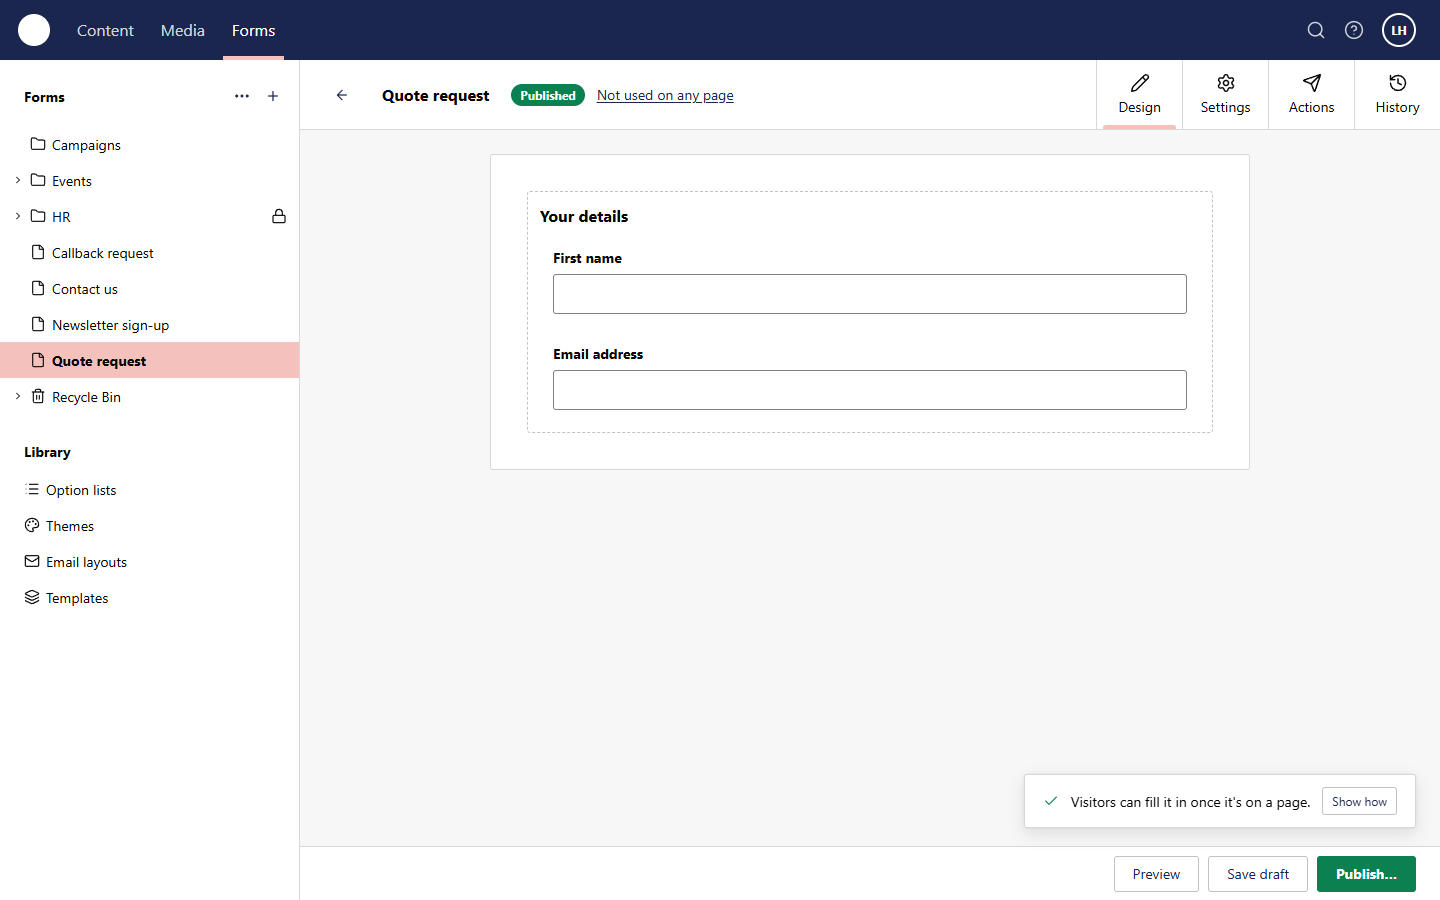 Content Media Forms LH
Forms
Campaigns
Events
HR
Callback request
Contact us
Newsletter sign-up
Quote request
Recycle Bin
Library
Option lists
Themes
Email layouts
Templates
Quote request Published Not used on any page
Design Settings Actions History
Your details
First name
Email address
Visitors can fill it in once it's on a page. Show how
Preview Save draft Publish...